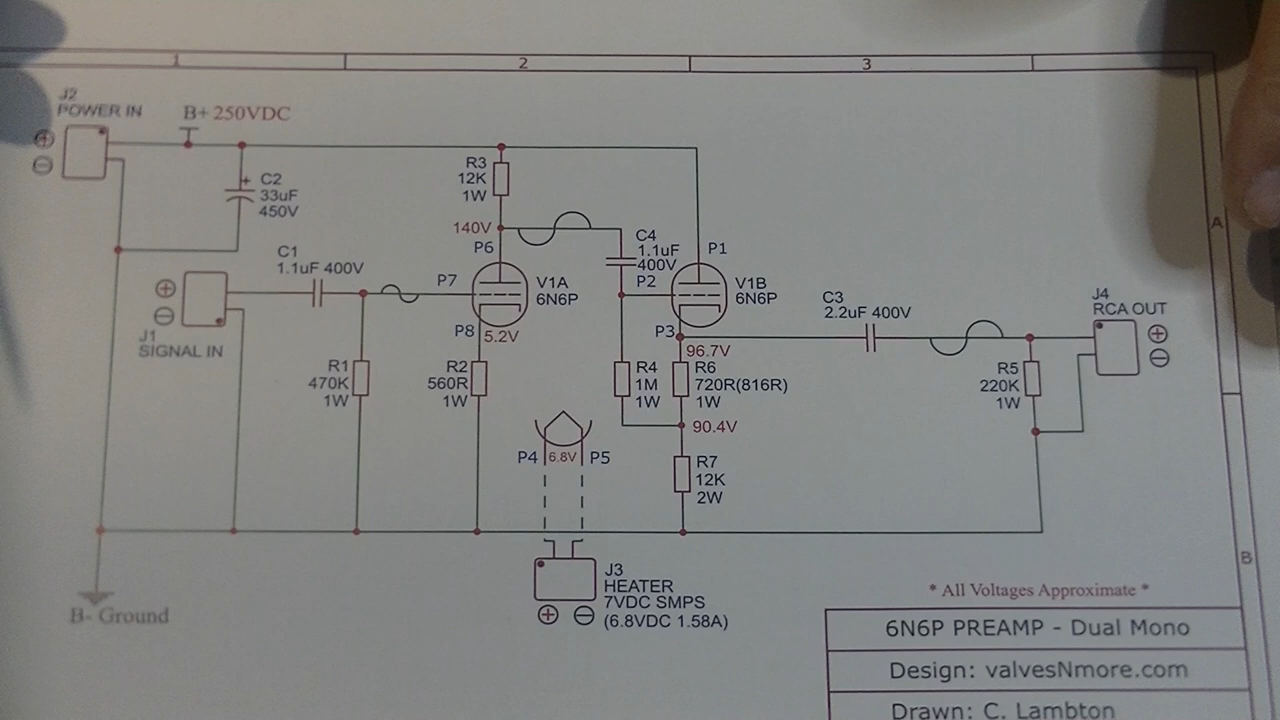 1
2
3
J2
POWER IN
B+ 250VDC
+
C2
33uF
450V
R3
12K
1W
140V
P6
C4
1.1uF
400V
P2
P1
A
C1
1.1uF 400V
P7
V1A
6N6P
V1B
6N6P
C3
2.2uF 400V
J4
RCA OUT
J1
SIGNAL IN
P8
5.2V
P3
96.7V
R1
470K
1W
R2
560R
1W
R4
1M
1W
R6
720R(816R)
1W
R5
220K
1W
90.4V
P4
6.8V
P5
R7
12K
2W
B- Ground
J3
HEATER
7VDC SMPS
(6.8VDC 1.58A)
B
* All Voltages Approximate *
6N6P PREAMP - Dual Mono
Design: valvesNmore.com
Drawn: C. Lambton